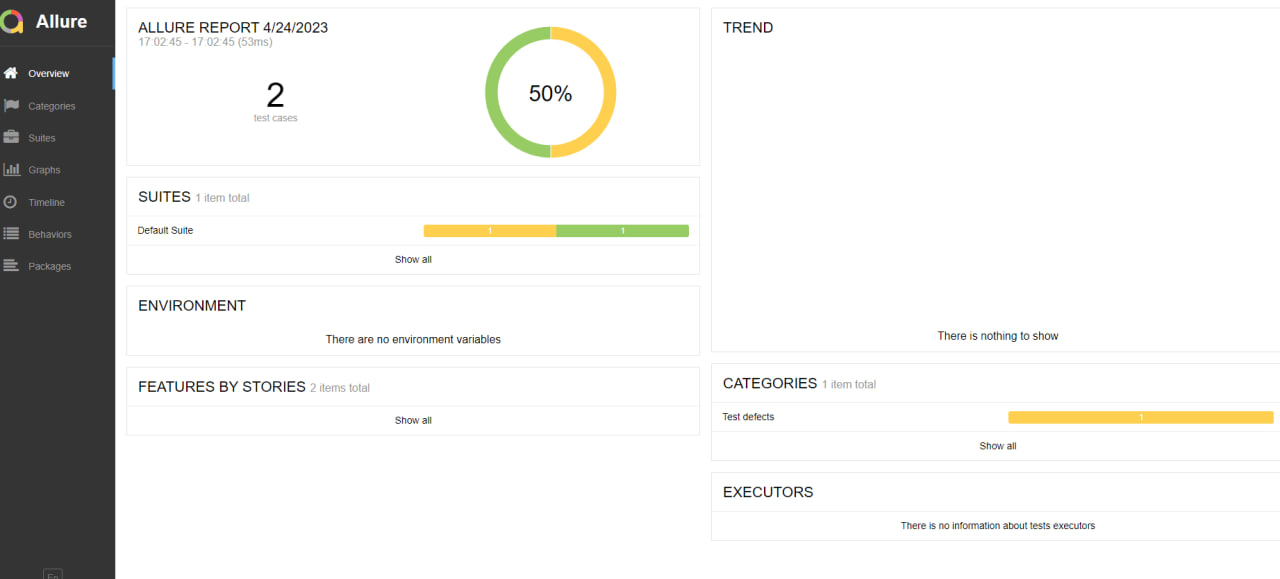 Allure
Overview
Categories
Suites
Graphs
Timeline
Behaviors
Packages
En
ALLURE REPORT 4/24/2023
17:02:45 - 17:02:45 (53ms)
2
test cases
50%
SUITES 1 item total
Default Suite
1 1
Show all
ENVIRONMENT
There are no environment variables
FEATURES BY STORIES 2 items total
Show all
TREND
There is nothing to show
CATEGORIES 1 item total
Test defects
1
Show all
EXECUTORS
There is no information about tests executors